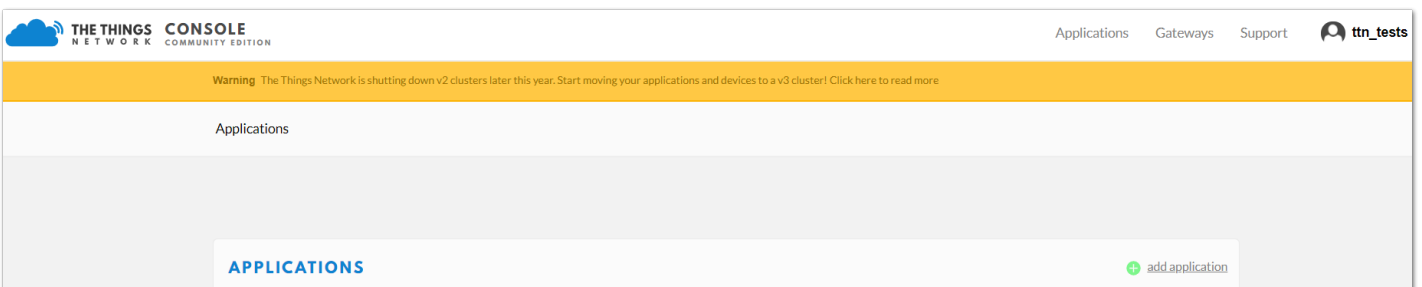 THE THINGS NETWORK CONSOLE COMMUNITY EDITION
Applications Gateways Support ttn_tests
Warning The Things Network is shutting down v2 clusters later this year. Start moving your applications and devices to a v3 cluster! Click here to read more
Applications
APPLICATIONS
add application